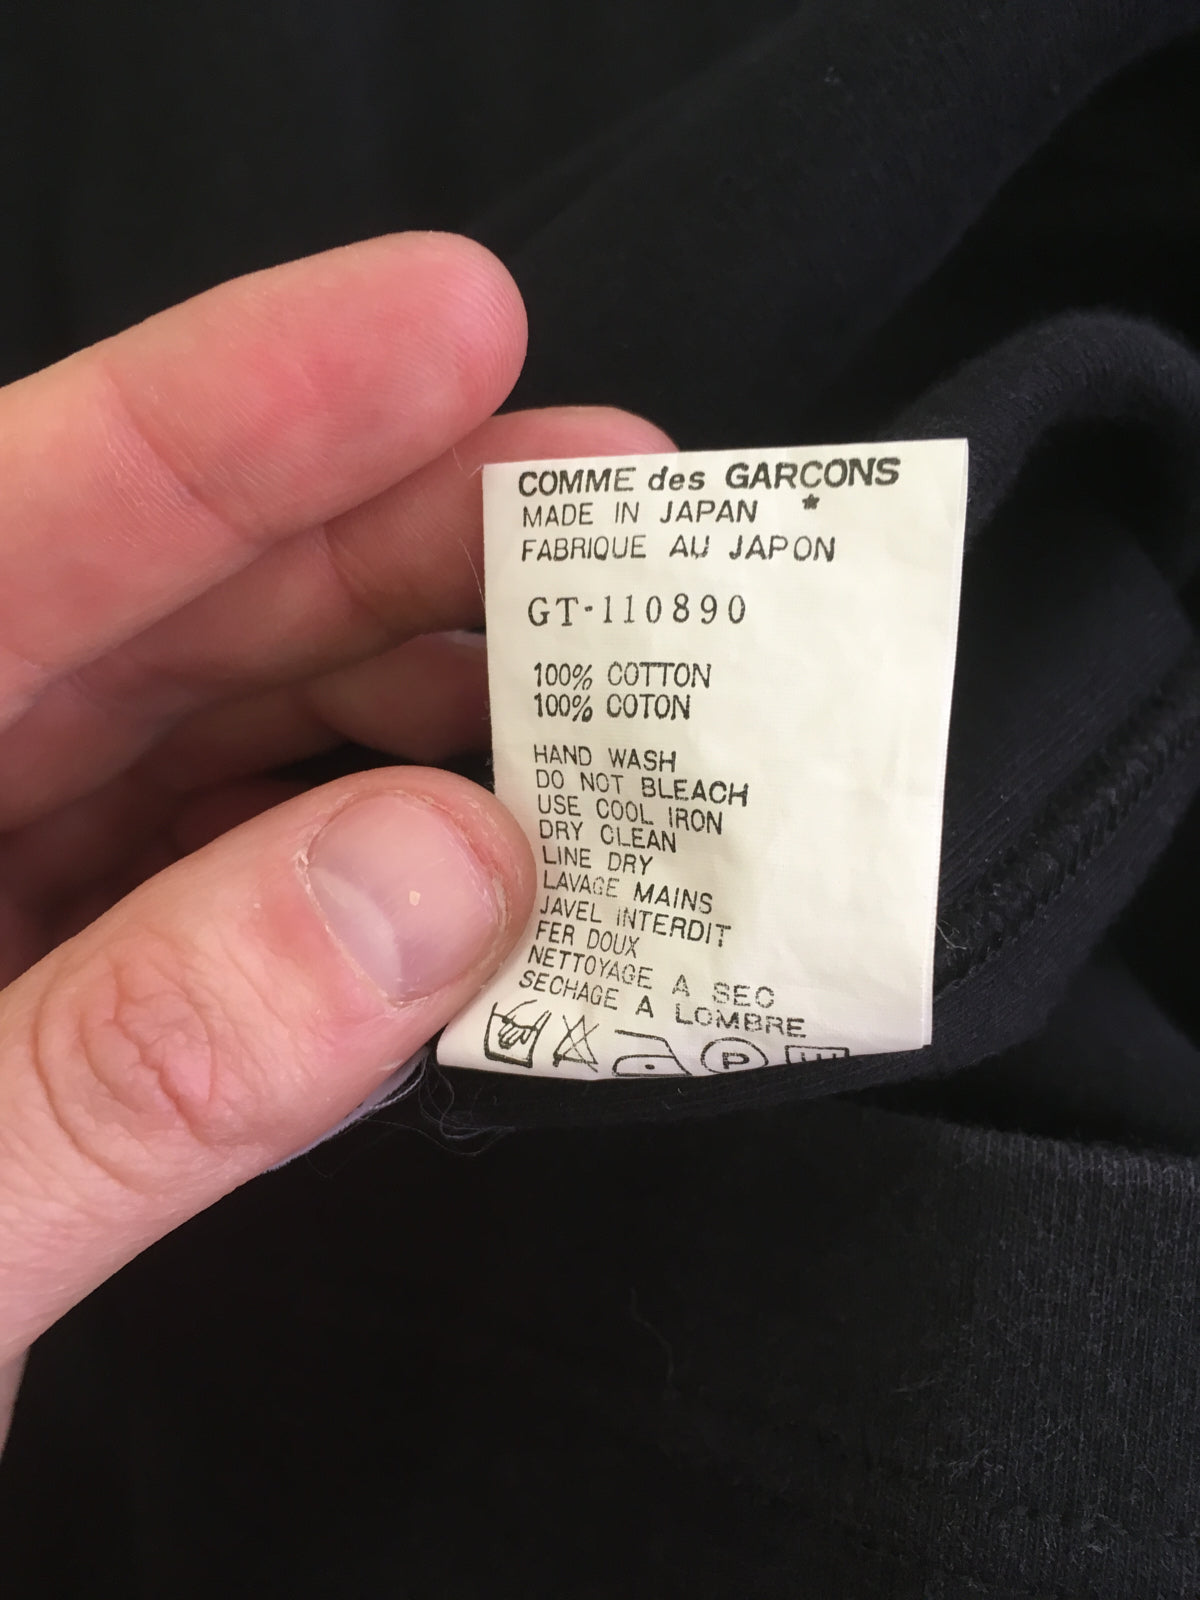 COMME des GARCONS
MADE IN JAPAN *
FABRIQUE AU JAPON
GT-110890
100% COTTON
100% COTON
HAND WASH
DO NOT BLEACH
USE COOL IRON
DRY CLEAN
LINE DRY
LAVAGE MAINS
JAVEL INTERDIT
FER DOUX
NETTOYAGE A SEC
SECHAGE A LOMBRE
P